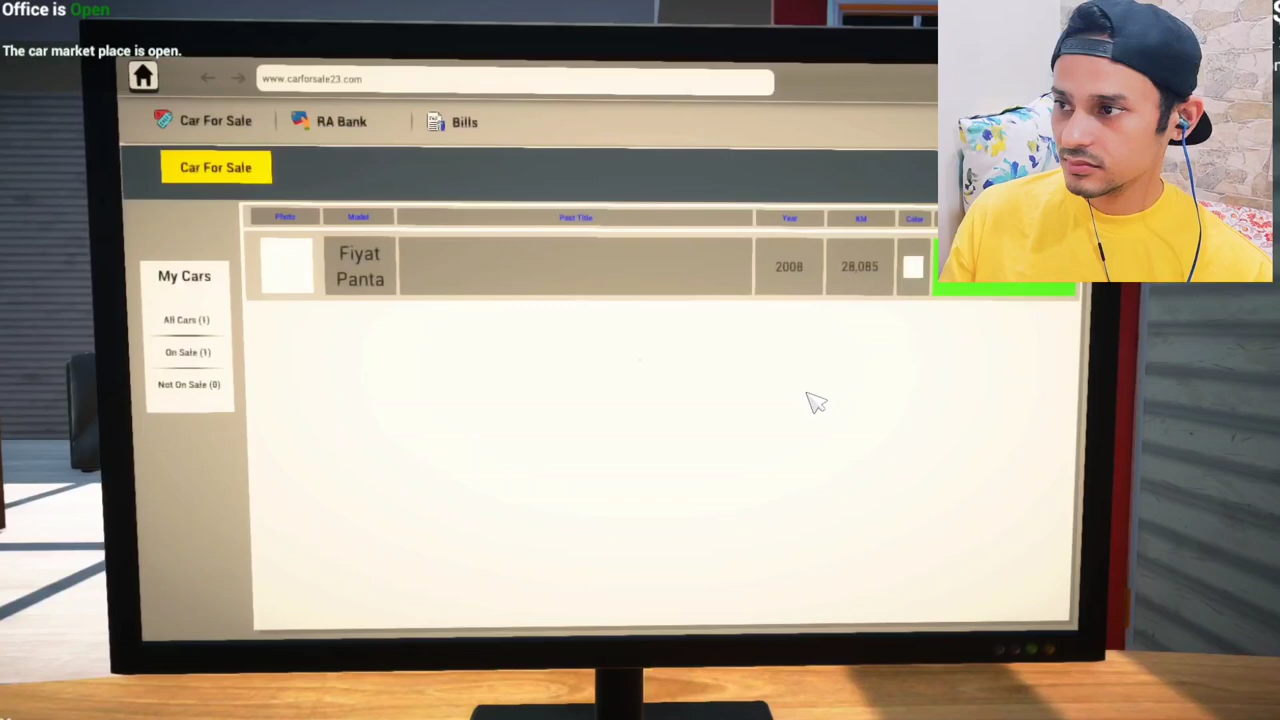 Office is Open
The car market place is open.
www.carforsale23.com
Car For Sale
RA Bank
Bills
Car For Sale
Photo
Model
Post Title
Year
KM
Color
Fiyat
Panta
2008
28,085
My Cars
All Cars (1)
On Sale (1)
Not On Sale (0)